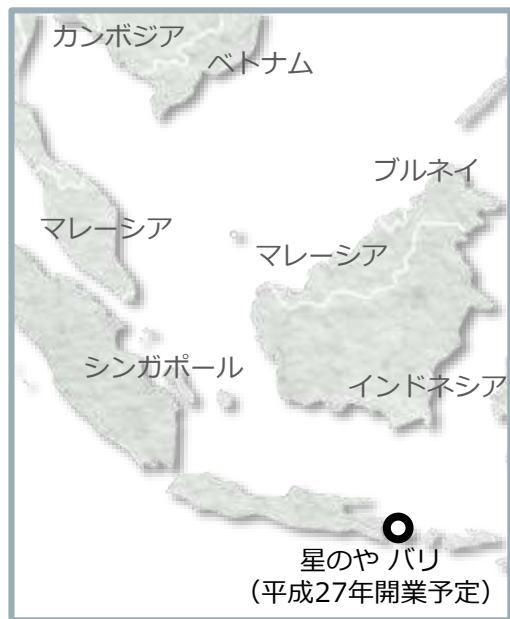 カンボジア
ベトナム
ブルネイ
マレーシア
マレーシア
シンガポール
インドネシア
星のや バリ
（平成27年開業予定）